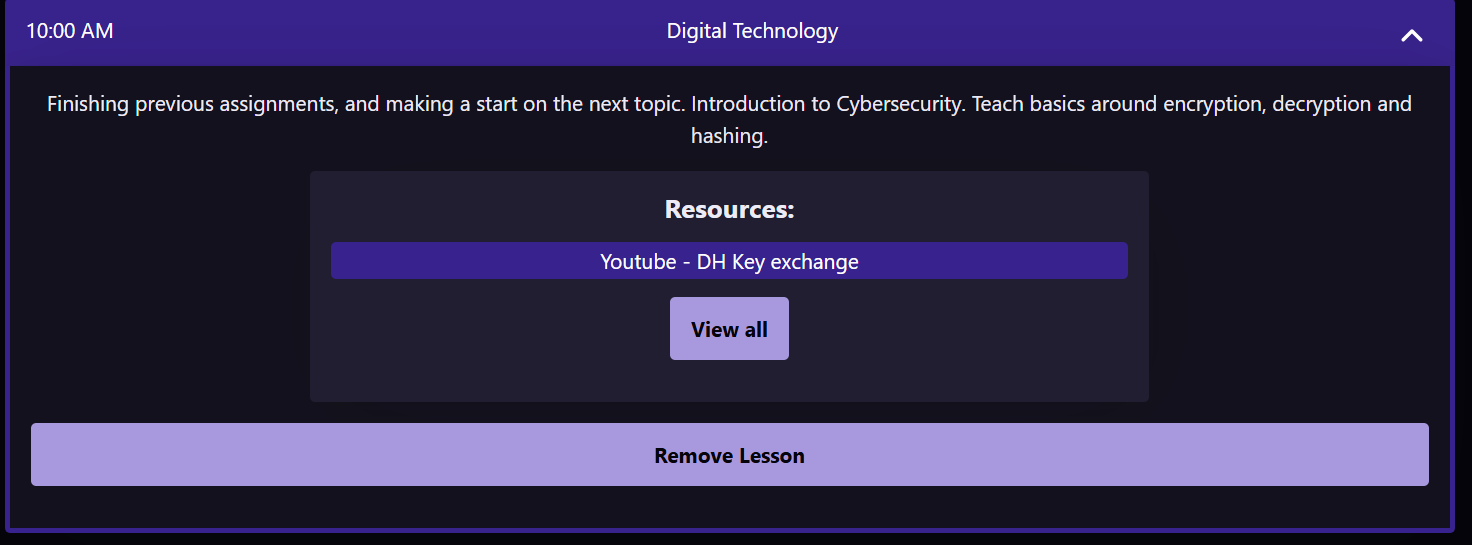 10:00 AM
Digital Technology
Finishing previous assignments, and making a start on the next topic. Introduction to Cybersecurity. Teach basics around encryption, decryption and
hashing.
Resources:
Youtube - DH Key exchange
View all
Remove Lesson